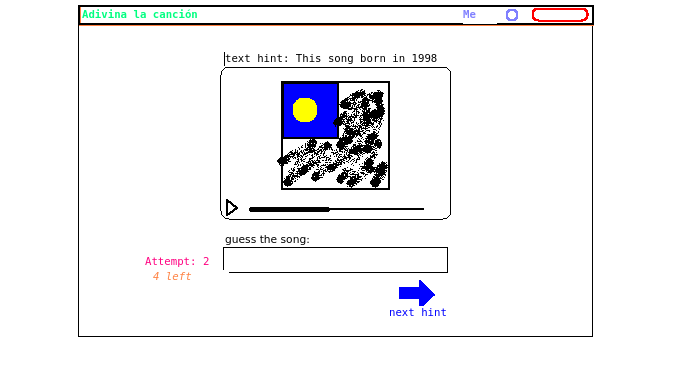 Adivina la canción
Me
text hint: This song born in 1998
guess the song:
Attempt: 2
4 left
next hint